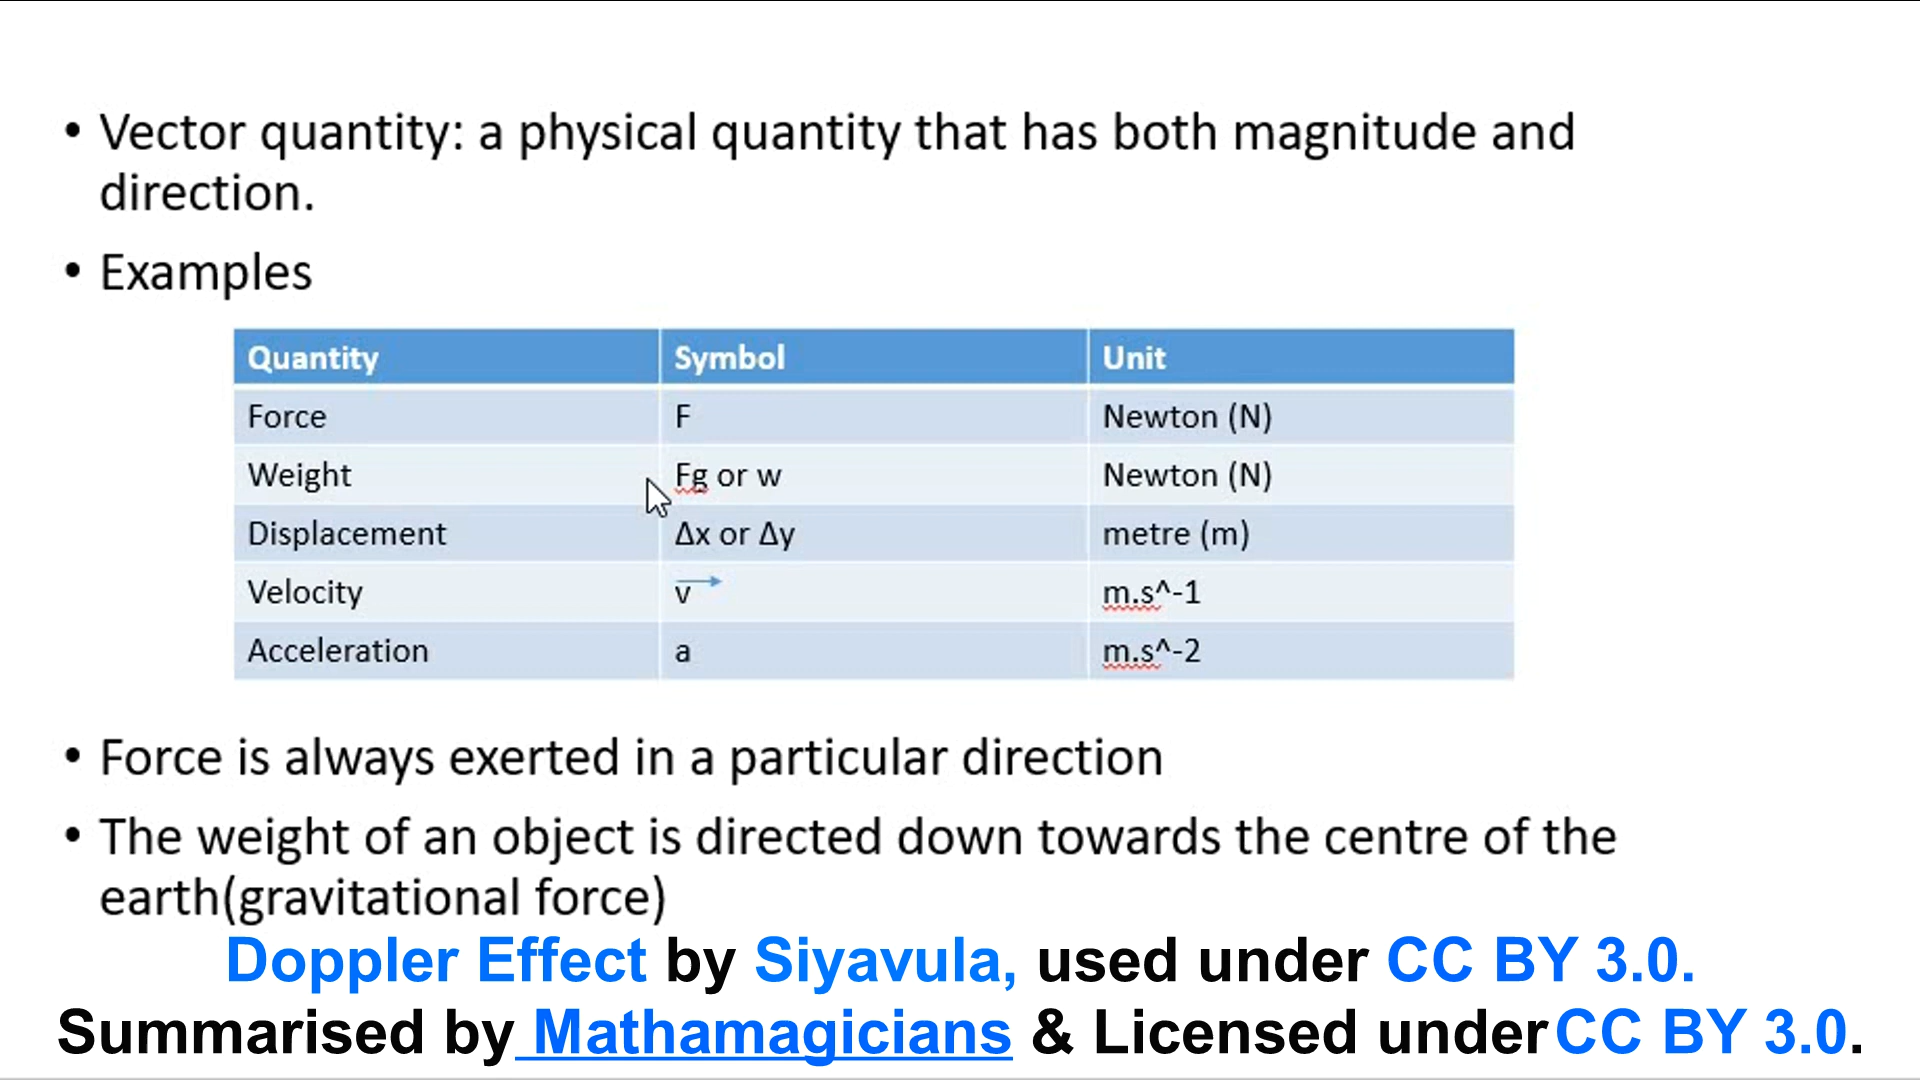 • Vector quantity: a physical quantity that has both magnitude and
direction.
• Examples
Quantity Symbol Unit
Force F Newton (N)
Weight Fg or w Newton (N)
Displacement Δx or Δy metre (m)
Velocity v m.s^-1
Acceleration a m.s^-2
• Force is always exerted in a particular direction
• The weight of an object is directed down towards the centre of the
earth(gravitational force)
Doppler Effect by Siyavula, used under CC BY 3.0.
Summarised by Mathamagicians & Licensed under CC BY 3.0.